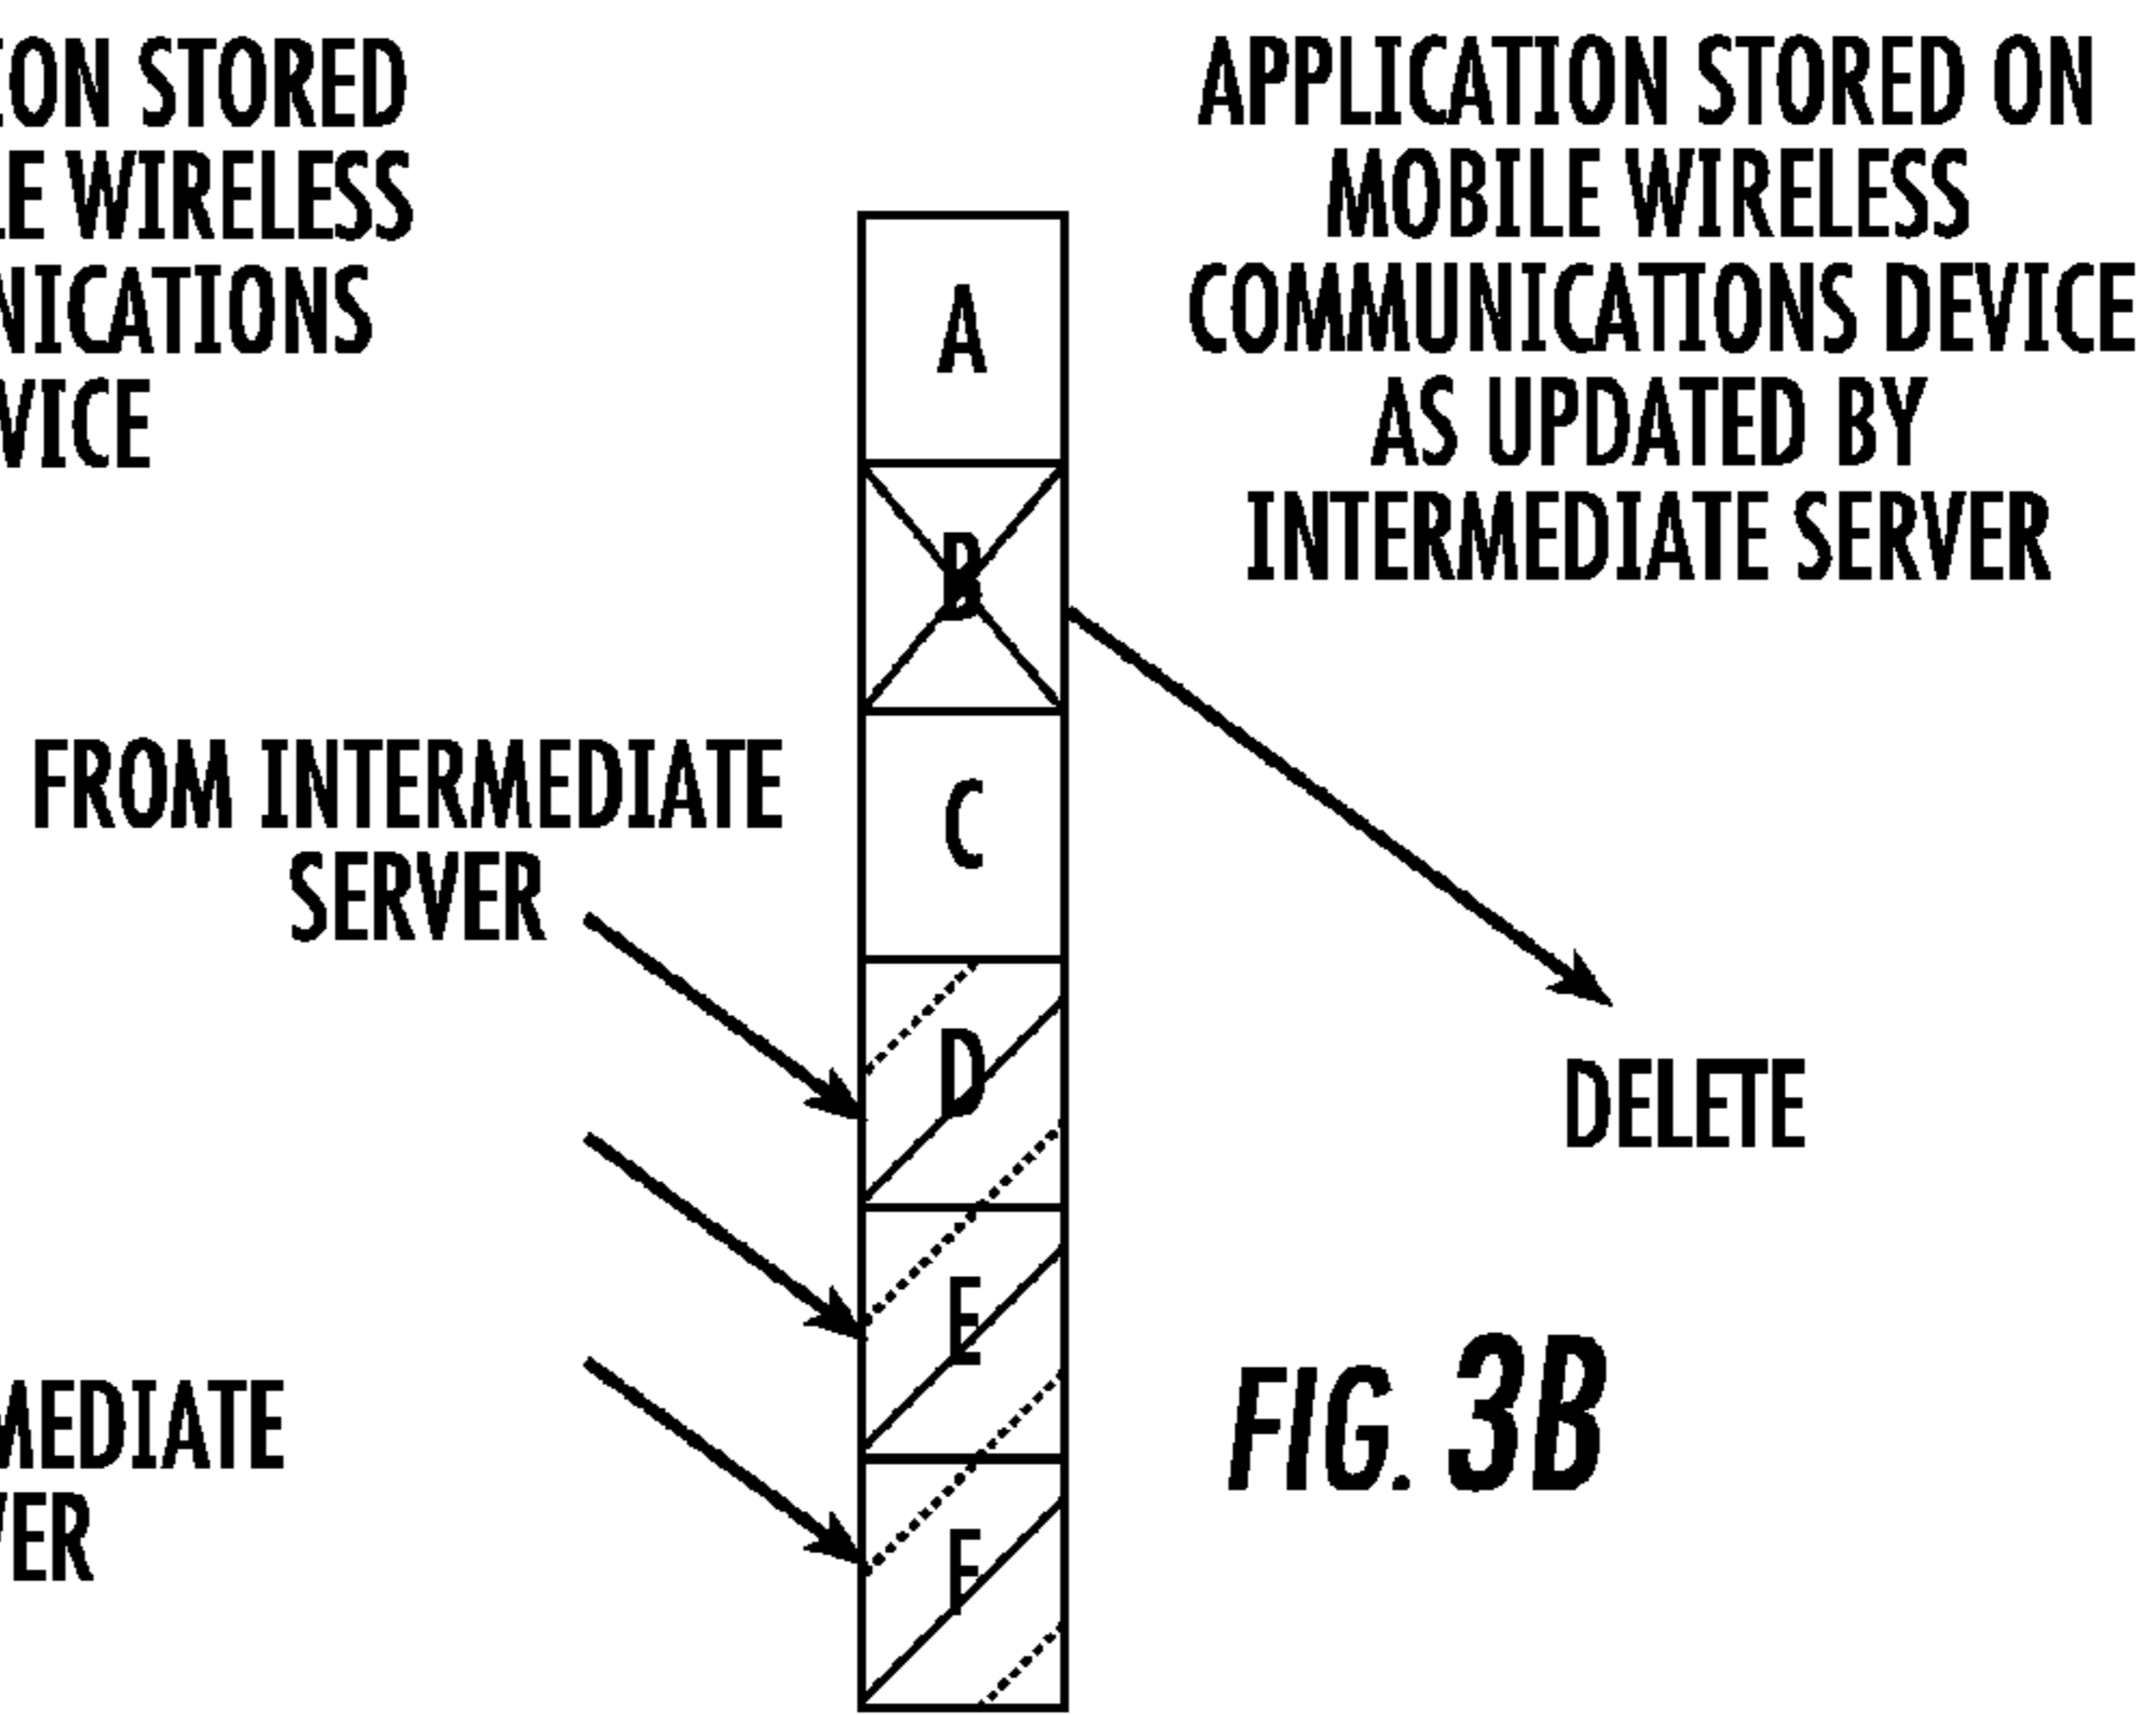 ION STORED
E WIRELESS
NICATIONS
VICE
APPLICATION STORED ON
MOBILE WIRELESS
COMMUNICATIONS DEVICE
AS UPDATED BY
INTERMEDIATE SERVER
A
B
C
D
E
F
FROM INTERMEDIATE
SERVER
DELETE
MEDIATE
VER
FIG. 3B